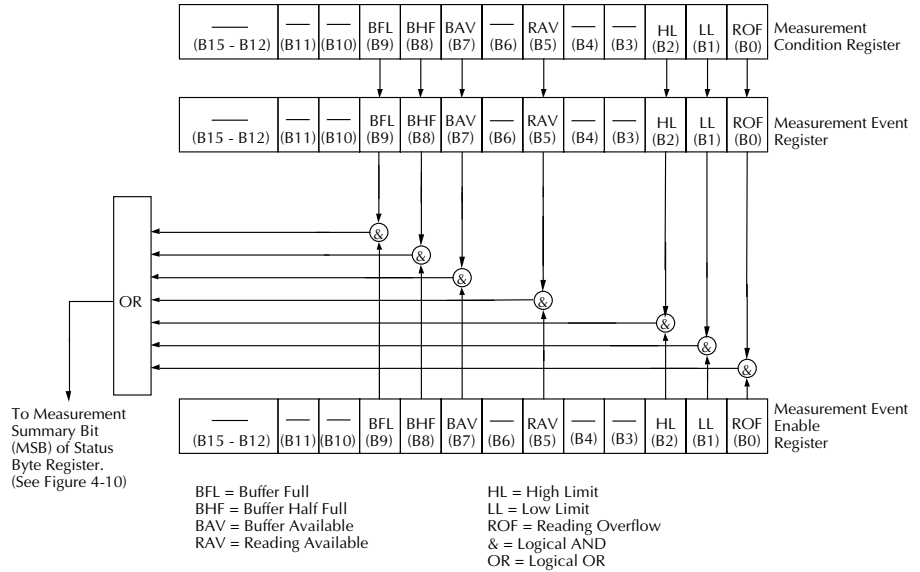 BFL BHF BAV RAV HL LL ROF
(B15 - B12) (B11) (B10) (B9) (B8) (B7) (B6) (B5) (B4) (B3) (B2) (B1) (B0)
Measurement
Condition Register
BFL BHF BAV RAV HL LL ROF
(B15 - B12) (B11) (B10) (B9) (B8) (B7) (B6) (B5) (B4) (B3) (B2) (B1) (B0)
Measurement Event
Register
&
&
&
&
&
&
&
OR
To Measurement
Summary Bit
(MSB) of Status
Byte Register.
(See Figure 4-10)
BFL BHF BAV RAV HL LL ROF
(B15 - B12) (B11) (B10) (B9) (B8) (B7) (B6) (B5) (B4) (B3) (B2) (B1) (B0)
Measurement Event
Enable
Register
BFL = Buffer Full
BHF = Buffer Half Full
BAV = Buffer Available
RAV = Reading Available
HL = High Limit
LL = Low Limit
ROF = Reading Overflow
& = Logical AND
OR = Logical OR